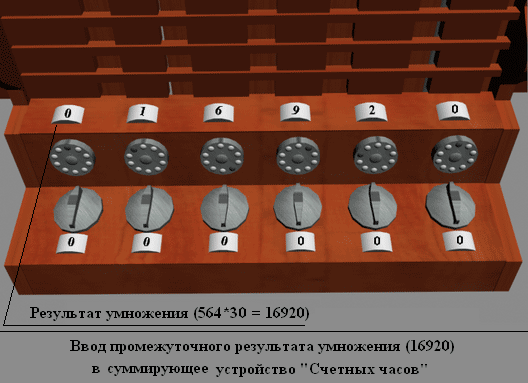 0 1 6 9 2 0
0 0 0 0 0 0
Результат умножения (564*30 = 16920)
Ввод промежуточного результата умножения (16920)
в суммирующее устройство "Счетных часов"